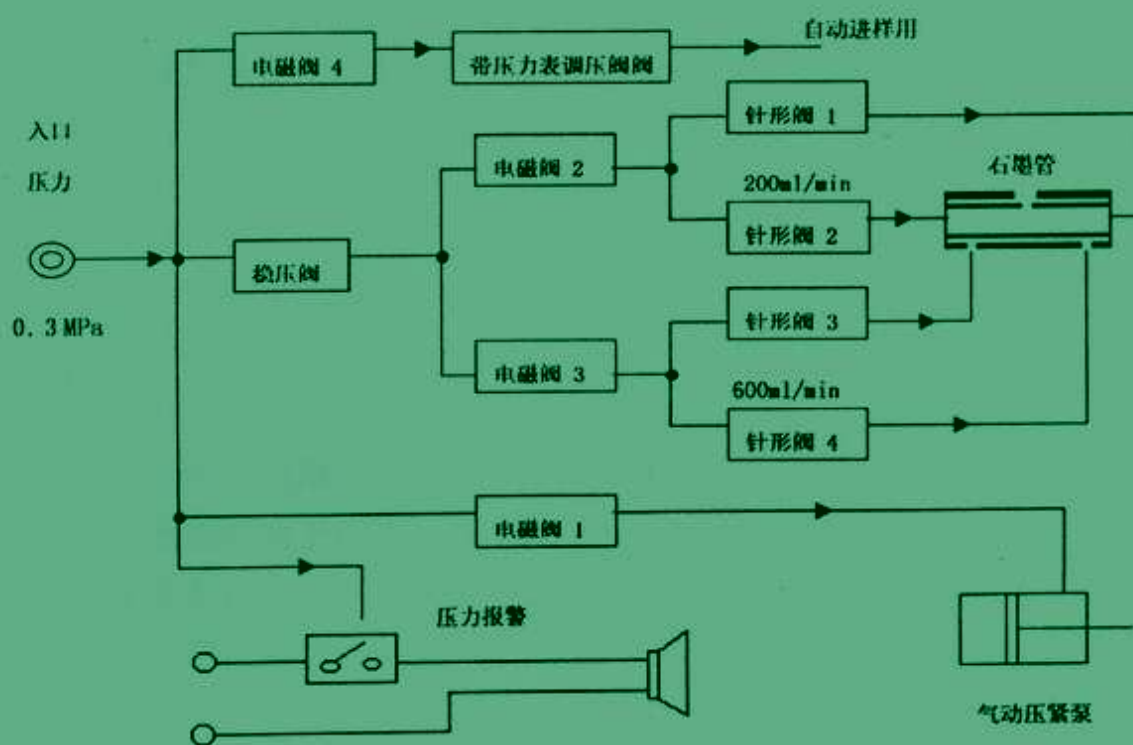 自动进样用
电磁阀 4
带压力表调压阀阀
入口
压力
0.3MPa
针形阀 1
电磁阀 2
200ml/min
针形阀 2
石墨管
稳压阀
针形阀 3
电磁阀 3
600ml/min
针形阀 4
电磁阀 1
压力报警
气动压紧泵